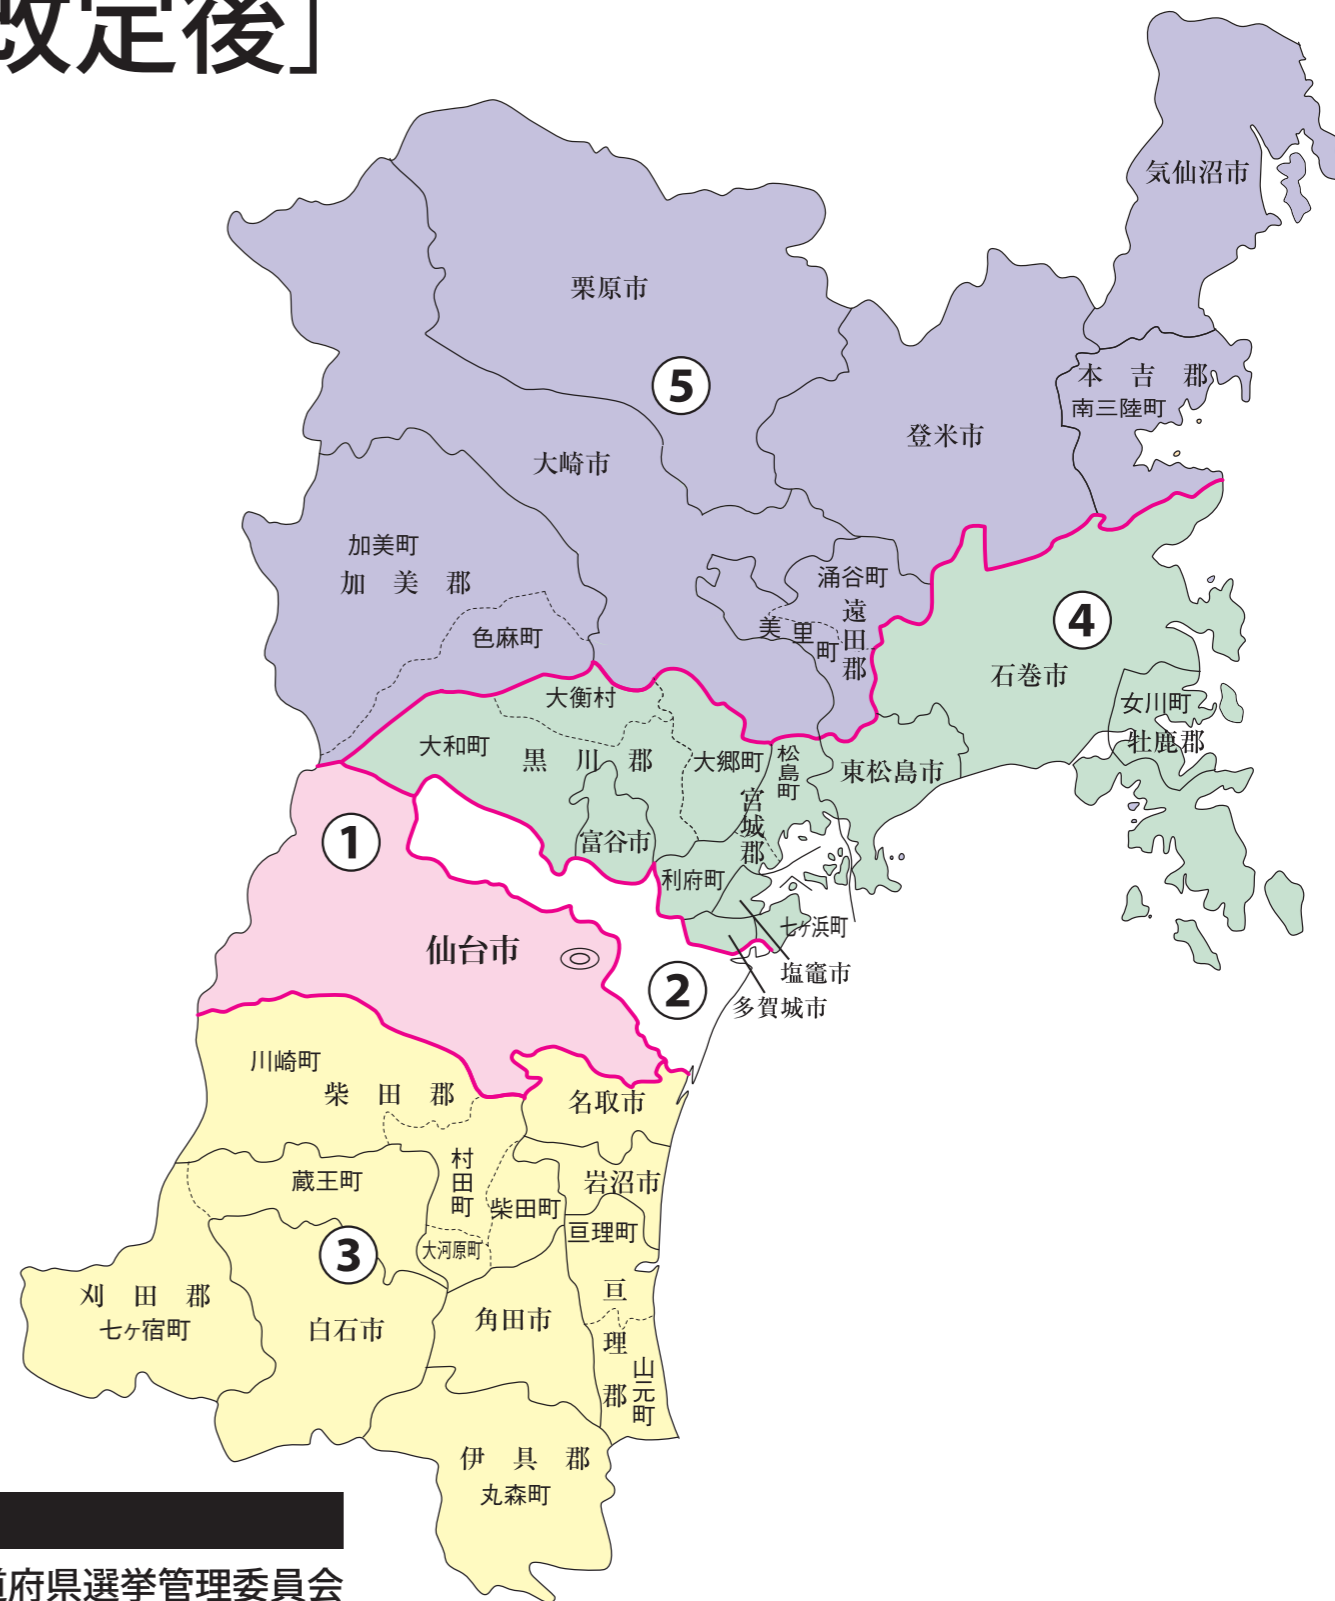 改定後］
気仙沼市
栗原市
⑤
本吉郡
南三陸町
登米市
大崎市
加美町
加美郡
涌谷町
遠田郡
美里町
色麻町
④
石巻市
女川町
牡鹿郡
大衡村
大和町
黒川郡
大郷町
松島町
東松島市
宮城郡
①
富谷市
利府町
七ヶ浜町
仙台市
塩竈市
②
多賀城市
川崎町
柴田郡
名取市
村田町
蔵王町
岩沼市
柴田町
亘理町
大河原町
③
刈田郡
七ヶ宿町
白石市
角田市
亘理郡
山元町
伊具郡
丸森町
道府県選挙管理委員会